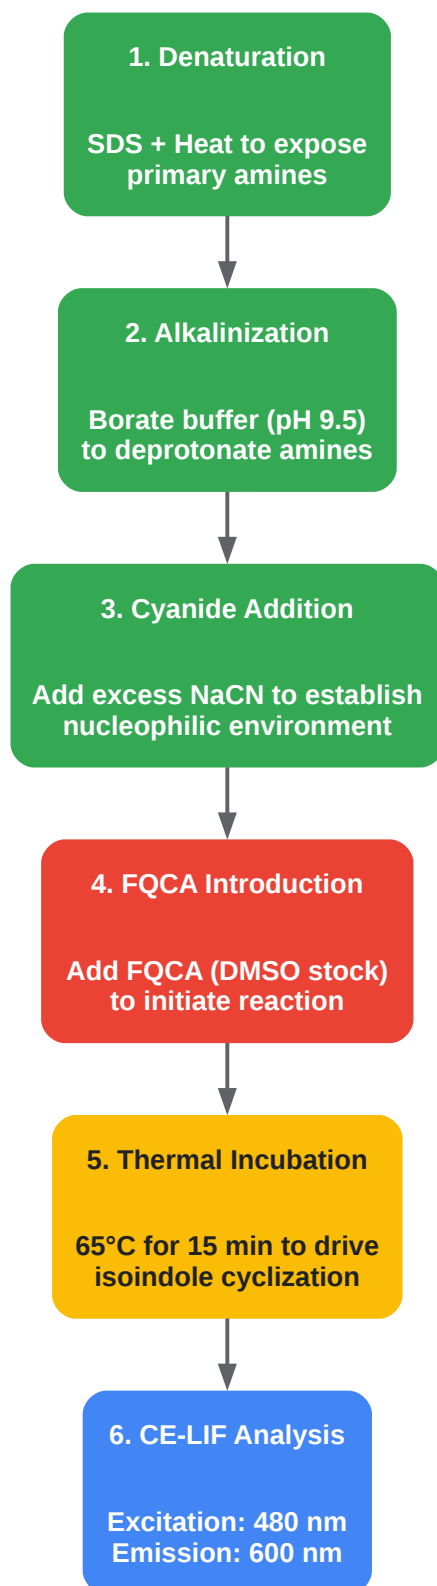 1. Denaturation
SDS + Heat to expose
primary amines
2. Alkalinization
Borate buffer (pH 9.5)
to deprotonate amines
3. Cyanide Addition
Add excess NaCN to establish
nucleophilic environment
4. FQCA Introduction
Add FQCA (DMSO stock)
to initiate reaction
5. Thermal Incubation
65°C for 15 min to drive
isoindole cyclization
6. CE-LIF Analysis
Excitation: 480 nm
Emission: 600 nm